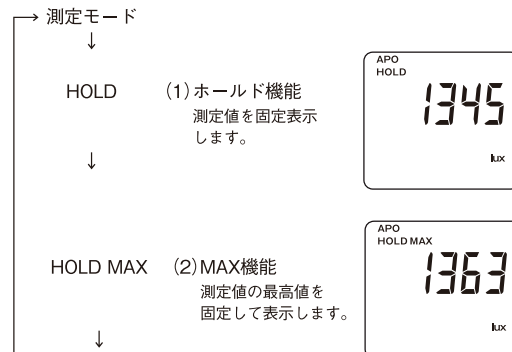 測定モード
HOLD (1)ホールド機能
測定値を固定表示
します。
APO
HOLD
1345
lux
HOLD MAX (2)MAX機能
測定値の最高値を
固定して表示します。
APO
HOLD MAX
1363
lux